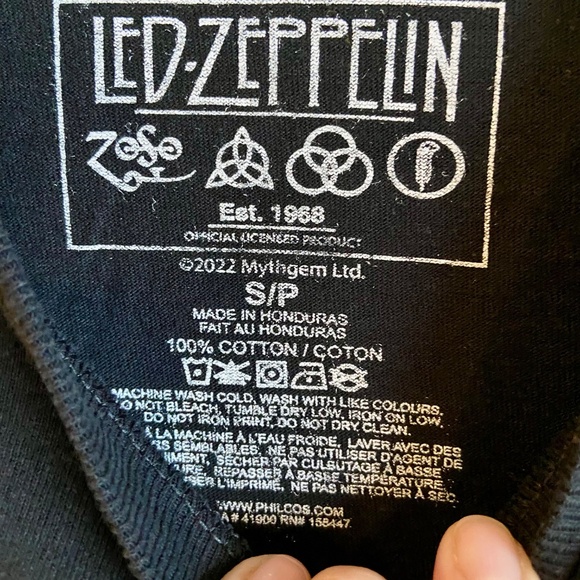 LED·ZEPPELIN
ZOSO
Est. 1968
OFFICIAL LICENSED PRODUCT
©2022 Mythgem Ltd.
S/P
MADE IN HONDURAS
FAIT AU HONDURAS
100% COTTON / COTON
MACHINE WASH COLD, WASH WITH LIKE COLOURS,
DO NOT BLEACH, TUMBLE DRY LOW, IRON ON LOW,
DO NOT IRON PRINT, DO NOT DRY CLEAN.
À LA MACHINE À L'EAU FROIDE, LAVER AVEC DES
SEMBLABLES, NE PAS UTILISER D'AGENT DE
SÉCHER PAR CULBUTAGE À BASSE
REPASSER À BASSE TEMPÉRATURE,
L'IMPRIMÉ, NE PAS NETTOYER À SEC.
WWW.PHILCOS.COM
A # 41900 RN# 158447